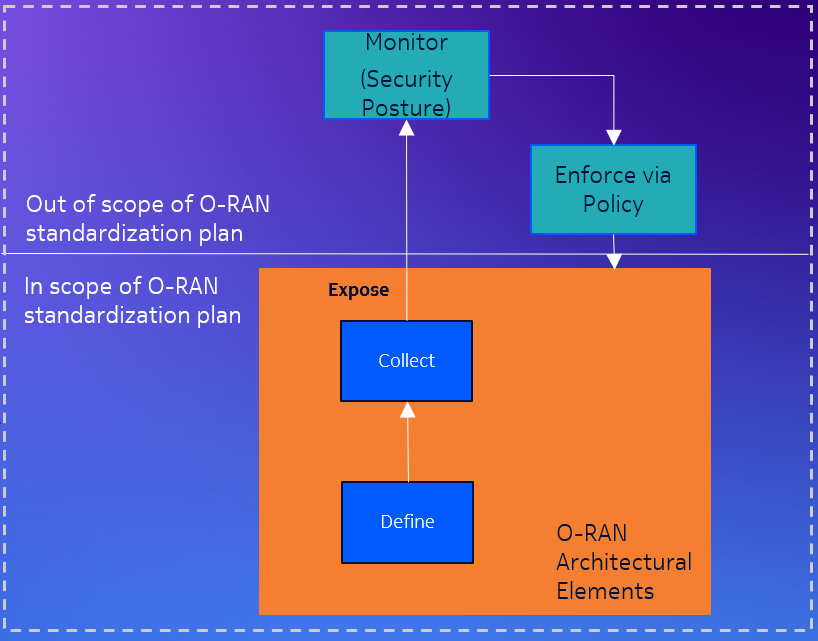 Monitor
(Security
Posture)
Enforce via
Policy
Out of scope of O-RAN
standardization plan
In scope of O-RAN
standardization plan
Expose
Collect
Define
O-RAN
Architectural
Elements